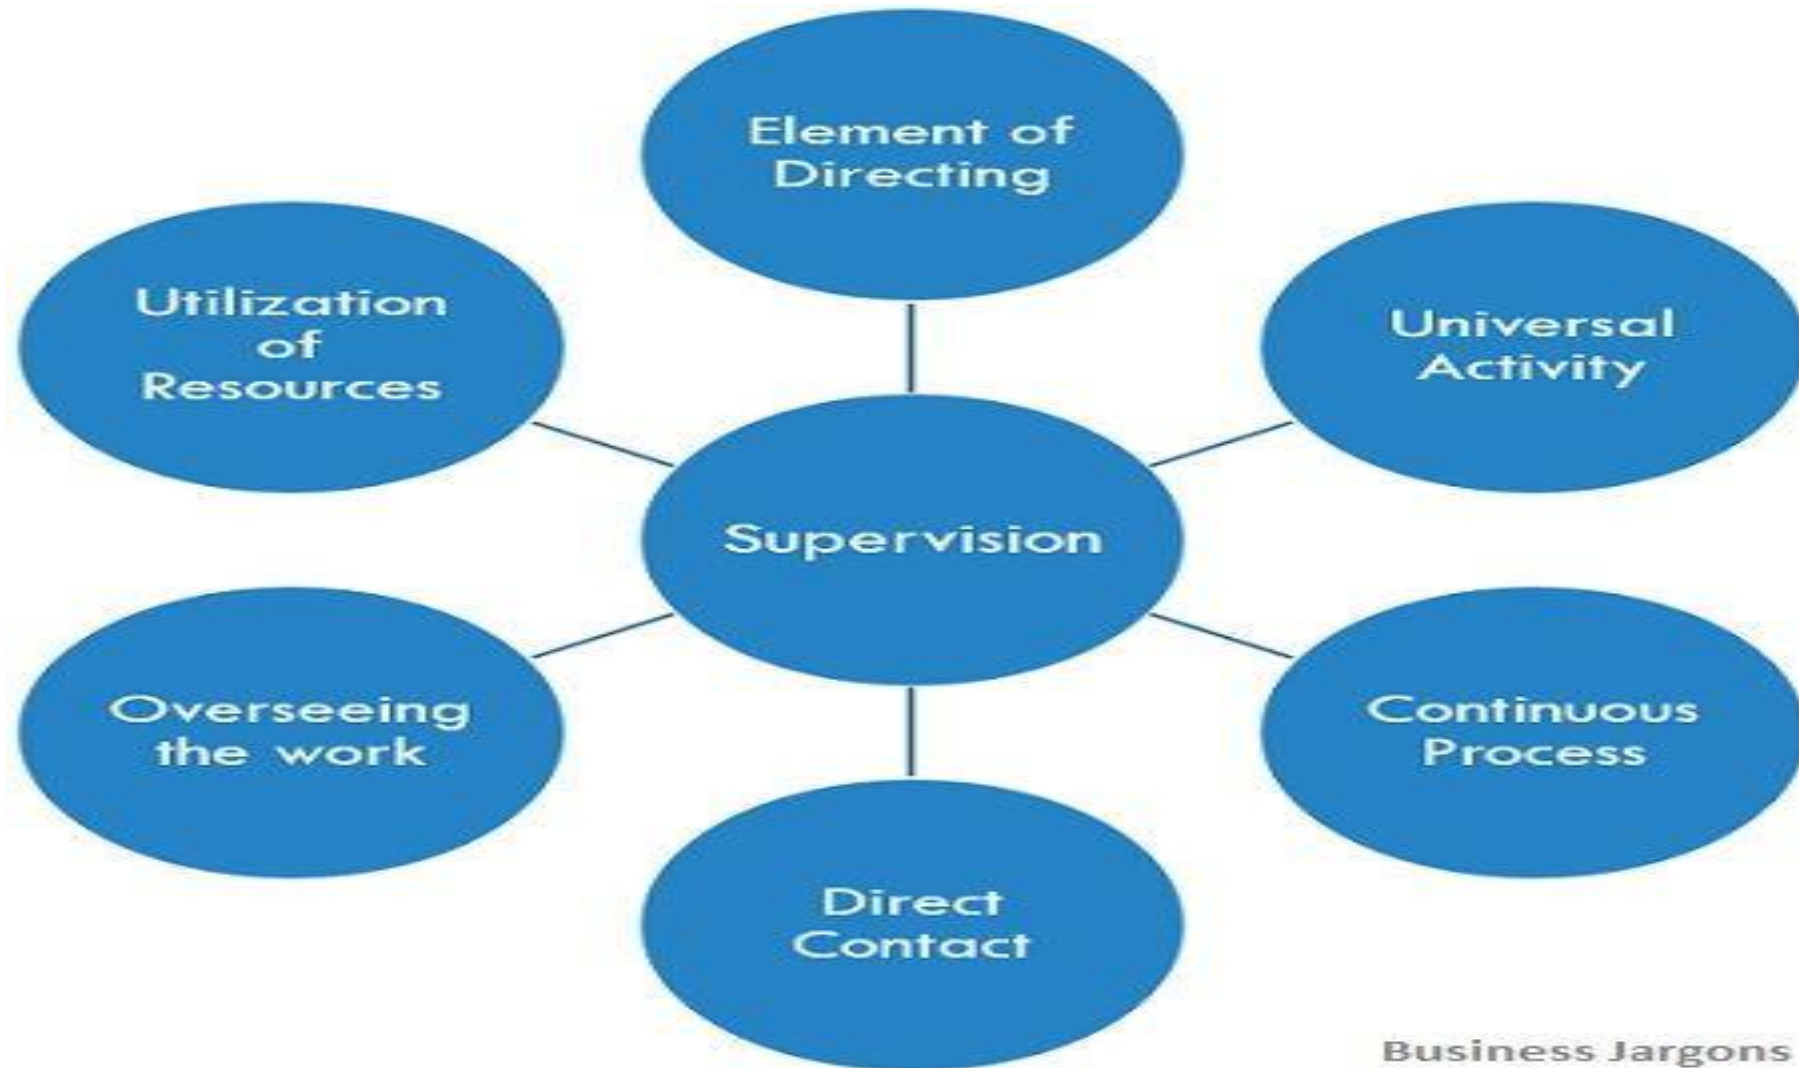 Element of
Directing
Universal
Activity
Continuous
Process
Direct
Contact
Overseeing
the work
Utilization
of
Resources
Supervision
Business Jargons